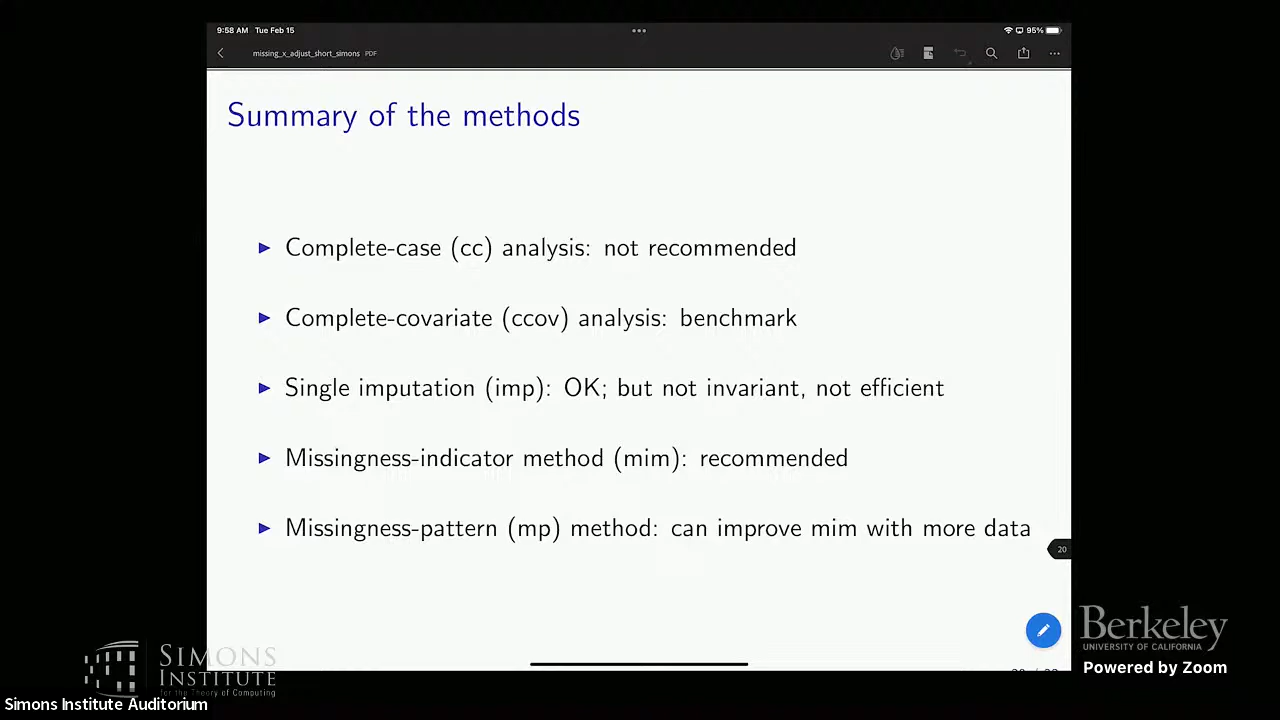 9:58 AM Tue Feb 15
95%
missing_x_adjust_short_simons PDF
Summary of the methods
Complete-case (cc) analysis: not recommended
Complete-covariate (ccov) analysis: benchmark
Single imputation (imp): OK; but not invariant, not efficient
Missingness-indicator method (mim): recommended
Missingness-pattern (mp) method: can improve mim with more data
20
Berkeley
UNIVERSITY OF CALIFORNIA
Powered by Zoom
SIMONS
INSTITUTE
for the Theory of Computing
Simons Institute Auditorium